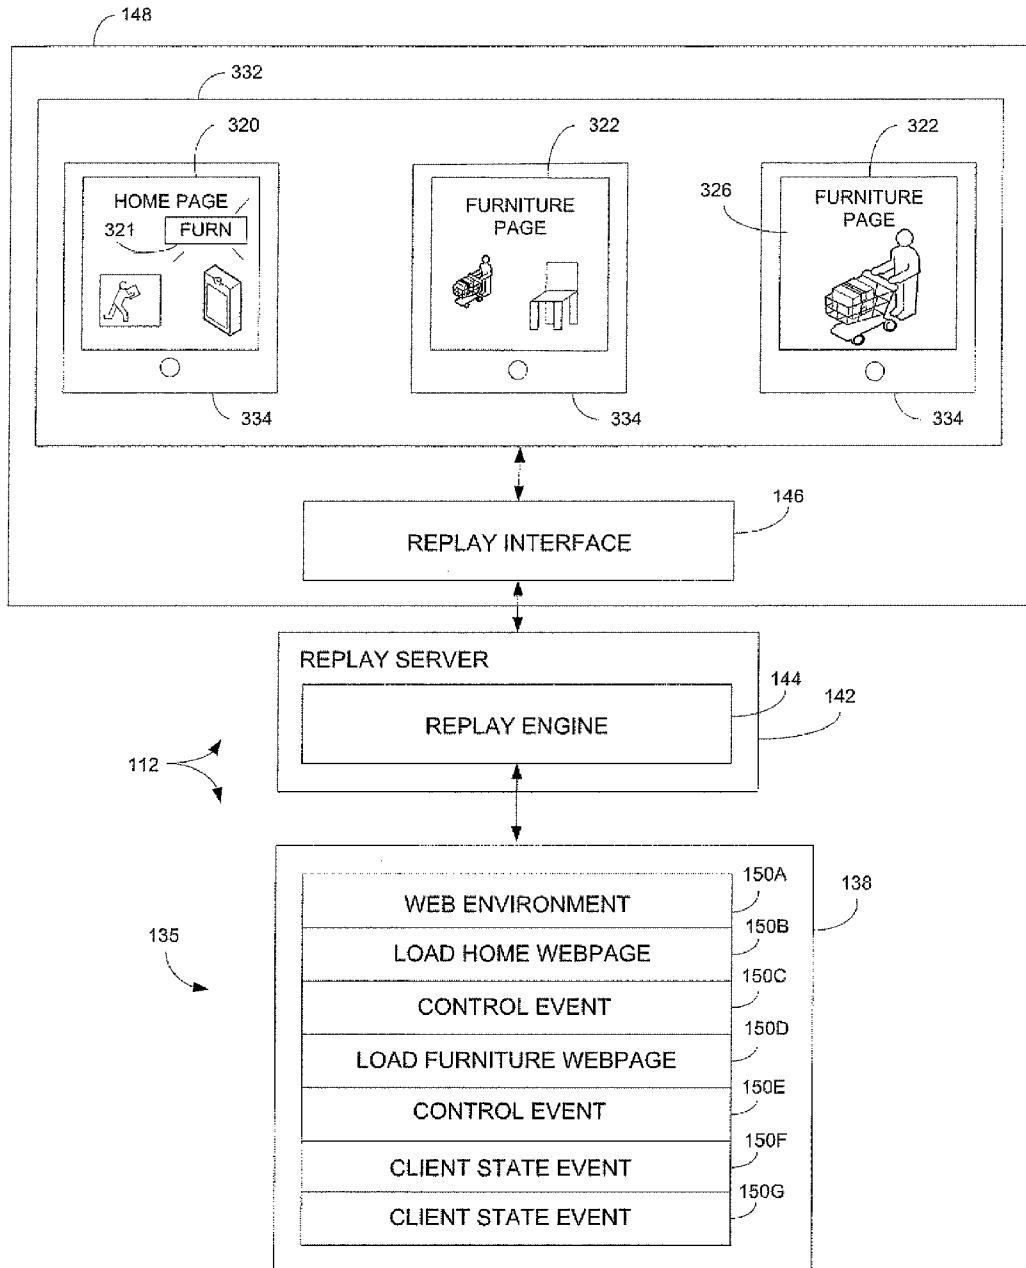 148
332
320
322
322
HOME PAGE
321
FURN
FURNITURE
PAGE
326
FURNITURE
PAGE
334
334
334
146
REPLAY INTERFACE
REPLAY SERVER
144
142
REPLAY ENGINE
112
150A
138
WEB ENVIRONMENT
150B
135
LOAD HOME WEBPAGE
150C
CONTROL EVENT
150D
LOAD FURNITURE WEBPAGE
150E
CONTROL EVENT
150F
CLIENT STATE EVENT
150G
CLIENT STATE EVENT